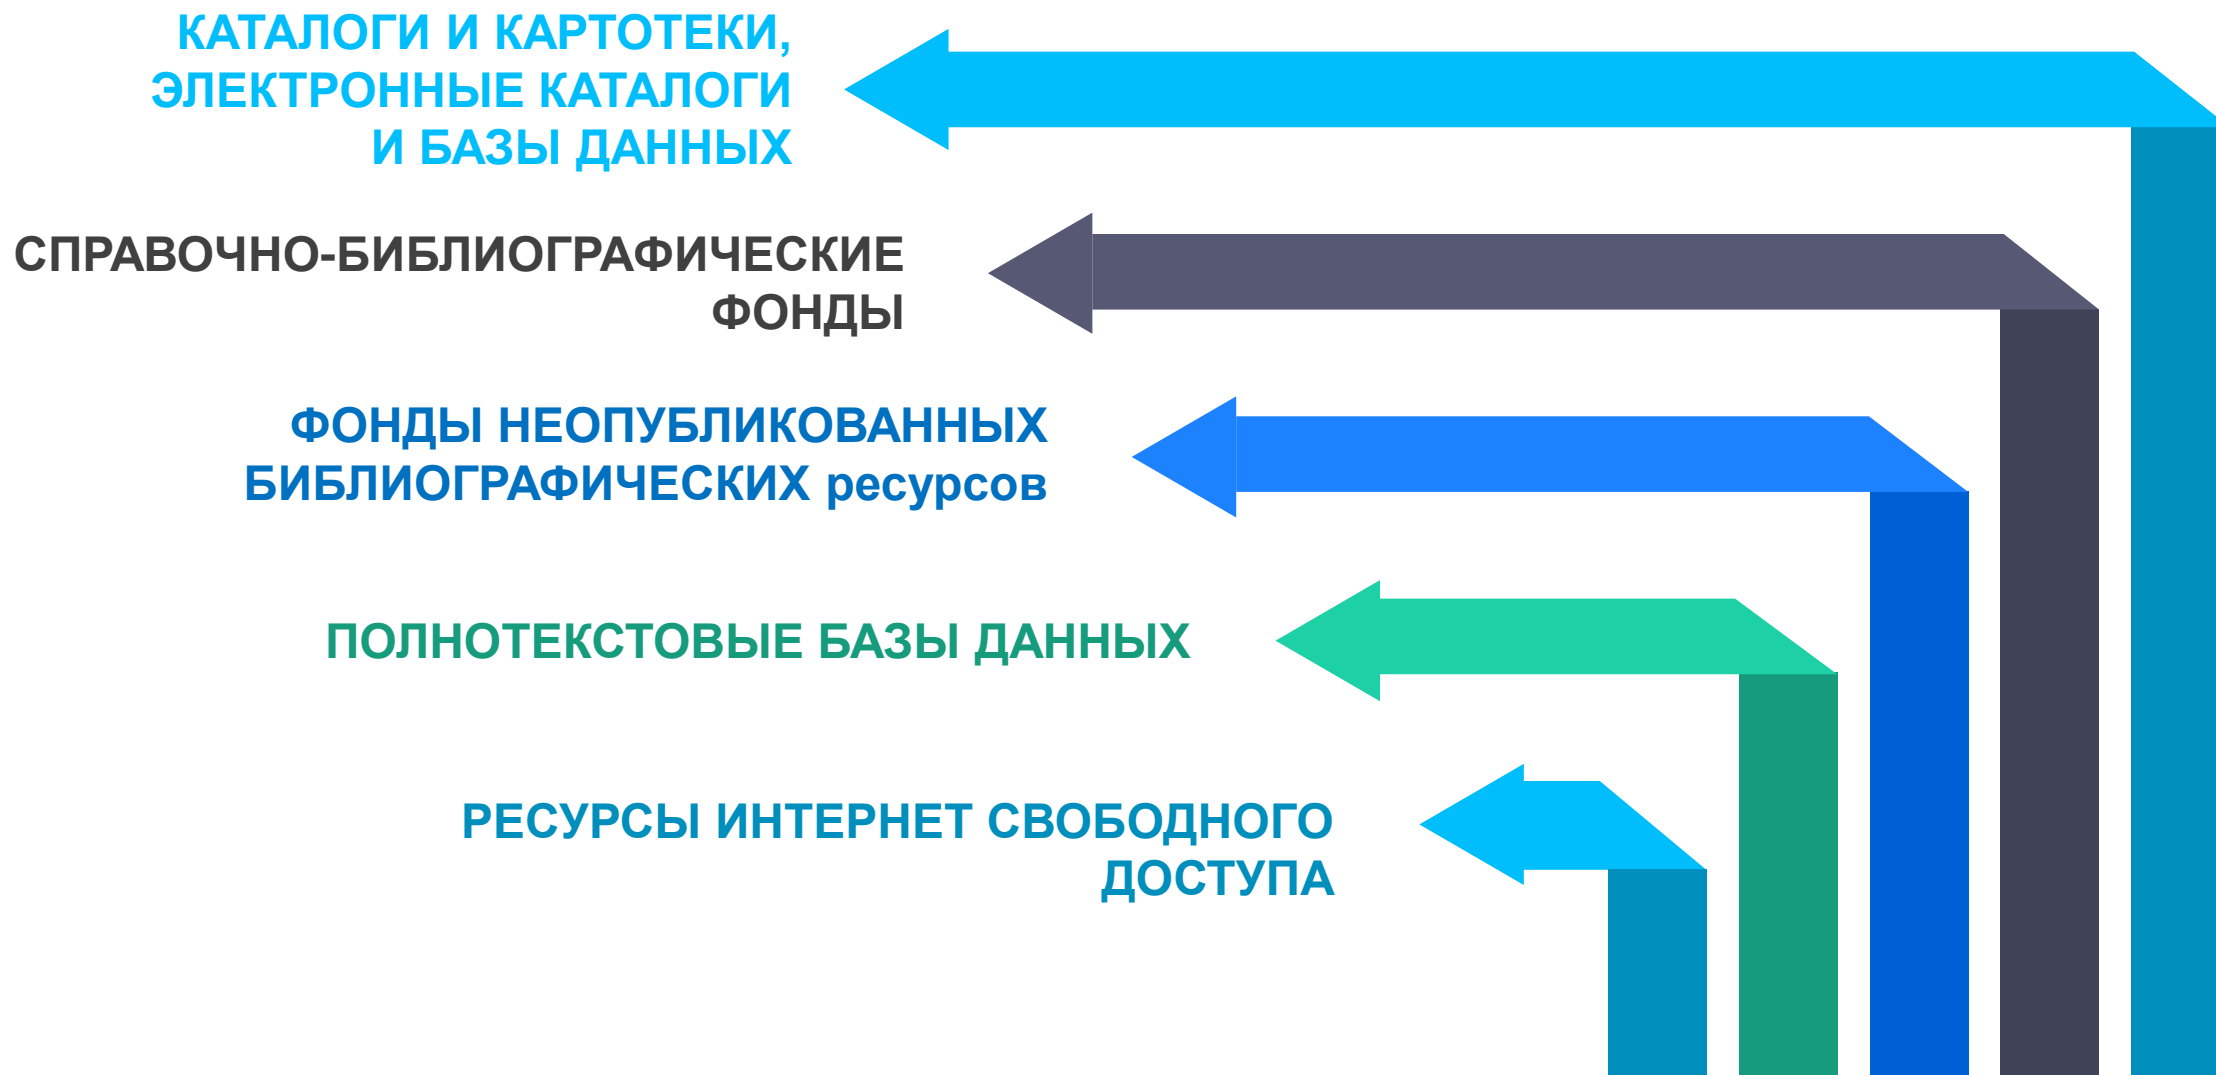 КАТАЛОГИ И КАРТОТЕКИ,
ЭЛЕКТРОННЫЕ КАТАЛОГИ
И БАЗЫ ДАННЫХ
СПРАВОЧНО-БИБЛИОГРАФИЧЕСКИЕ
ФОНДЫ
ФОНДЫ НЕОПУБЛИКОВАННЫХ
БИБЛИОГРАФИЧЕСКИХ ресурсов
ПОЛНОТЕКСТОВЫЕ БАЗЫ ДАННЫХ
РЕСУРСЫ ИНТЕРНЕТ СВОБОДНОГО
ДОСТУПА